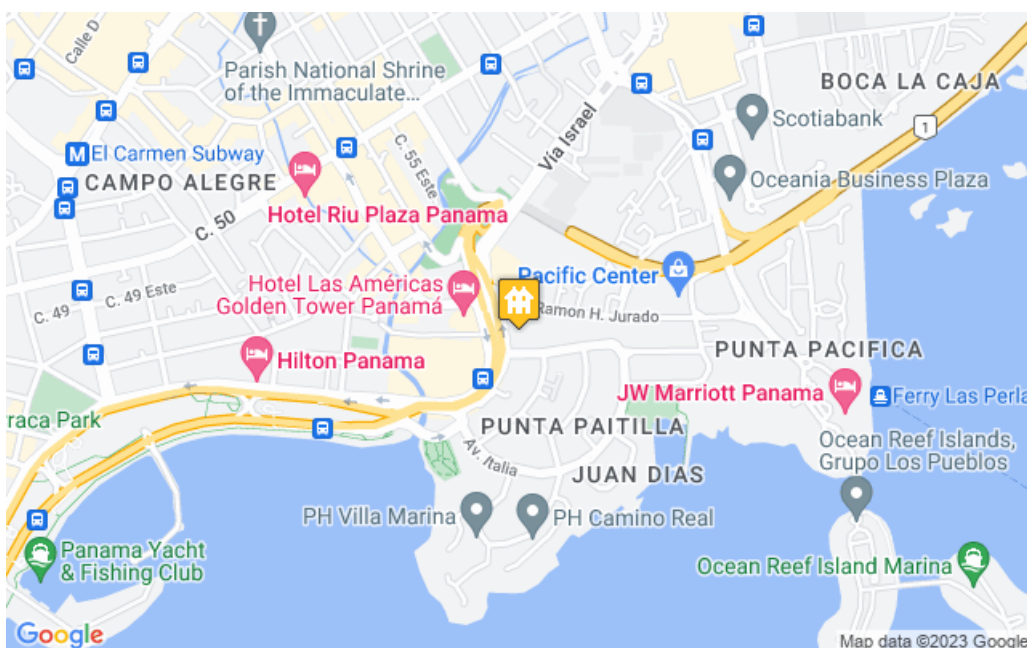 Calle D
Parish National Shrine
of the Immaculate...
BOCA LA CAJA
1
Scotiabank
Vía Israel
M El Carmen Subway
C. 55 Este
CAMPO ALEGRE
Oceania Business Plaza
Hotel Riu Plaza Panama
C. 50
Hotel Las Américas
Golden Tower Panamá
Pacific Center
C. 49 Este
C. 49
Ramon H. Jurado
PUNTA PACIFICA
Hilton Panama
JW Marriott Panama
Ferry Las Perla
rraca Park
PUNTA PAITILLA
Ocean Reef Islands,
Grupo Los Pueblos
Av. Italia
JUAN DIAS
PH Villa Marina
PH Camino Real
Panama Yacht
& Fishing Club
Ocean Reef Island Marina
Google
Map data ©2023 Google